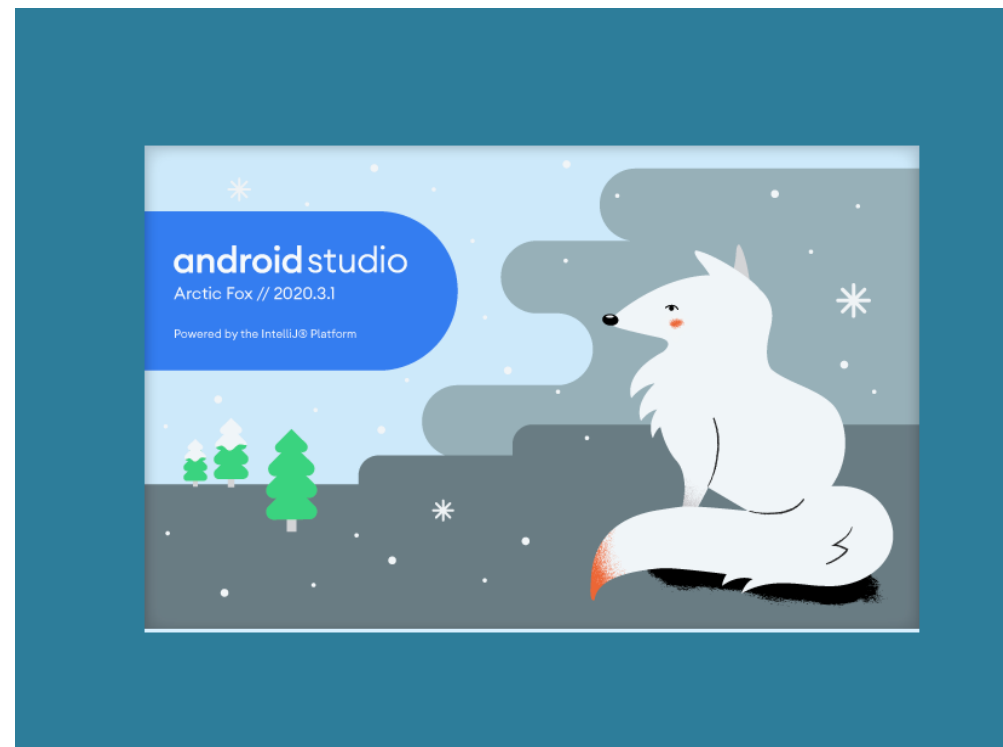 android studio
Arctic Fox // 2020.3.1
Powered by the IntelliJ® Platform